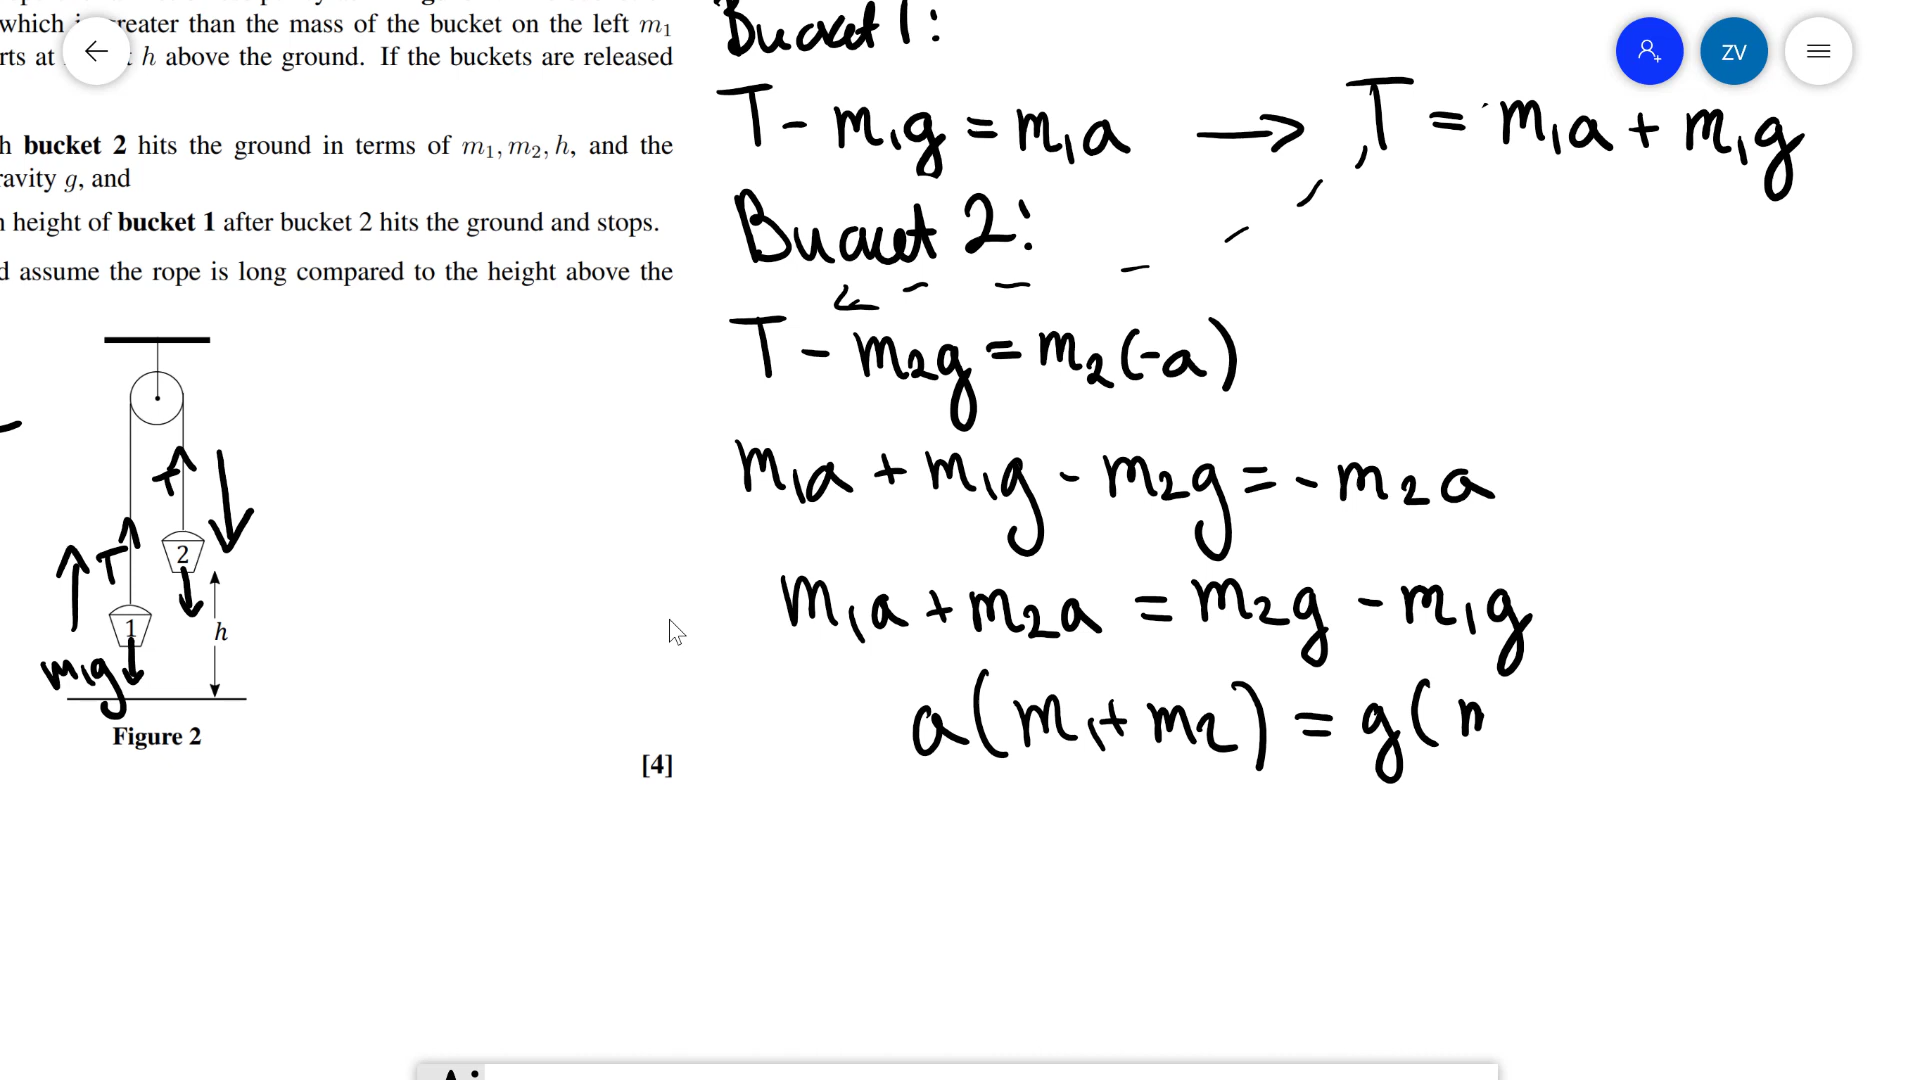 which is greater than the mass of the bucket on the left m₁
rts at h above the ground. If the buckets are released
h bucket 2 hits the ground in terms of m₁, m₂, h, and the
ravity g, and
n height of bucket 1 after bucket 2 hits the ground and stops.
d assume the rope is long compared to the height above the
T
T
2
1
h
m₁g
Figure 2
[4]
Bucket 1:
T - m₁g = m₁a → T = m₁a + m₁g
Bucket 2:
T - m₂g = m₂(-a)
m₁a + m₁g - m₂g = - m₂a
m₁a + m₂a = m₂g - m₁g
a(m₁ + m₂) = g(m
ZV